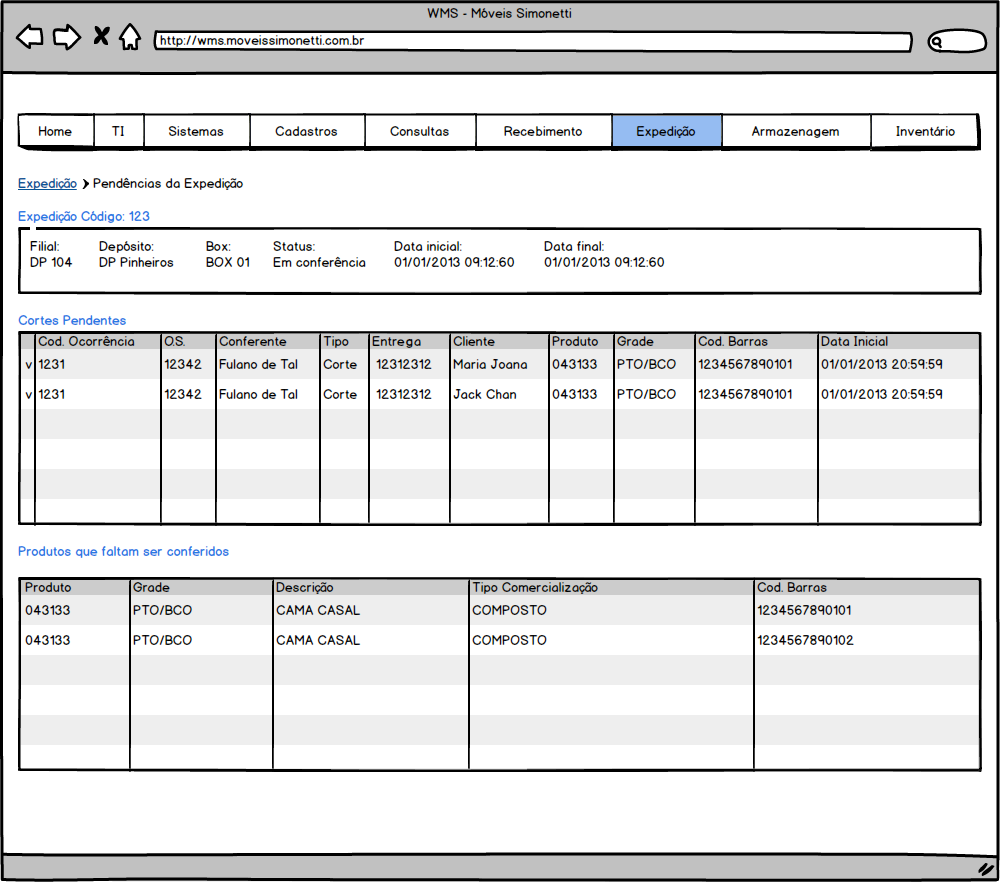 WMS - Móveis Simonetti
http://wms.moveissimonetti.com.br
Home TI Sistemas Cadastros Consultas Recebimento Expedição Armazenagem Inventário
Expedição Pendências da Expedição
Expedição Código: 123
Filial: Depósito: Box: Status: Data inicial: Data final:
DP 104 DP Pinheiros BOX 01 Em conferência 01/01/2013 09:12:60 01/01/2013 09:12:60
Cortes Pendentes
Cod. Ocorrência O.S. Conferente Tipo Entrega Cliente Produto Grade Cod. Barras Data Inicial
v 1231 12342 Fulano de Tal Corte 12312312 Maria Joana 043133 PTO/BCO 1234567890101 01/01/2013 20:59:59
v 1231 12342 Fulano de Tal Corte 12312312 Jack Chan 043133 PTO/BCO 1234567890101 01/01/2013 20:59:59
Produtos que faltam ser conferidos
Produto Grade Descrição Tipo Comercialização Cod. Barras
043133 PTO/BCO CAMA CASAL COMPOSTO 1234567890101
043133 PTO/BCO CAMA CASAL COMPOSTO 1234567890102